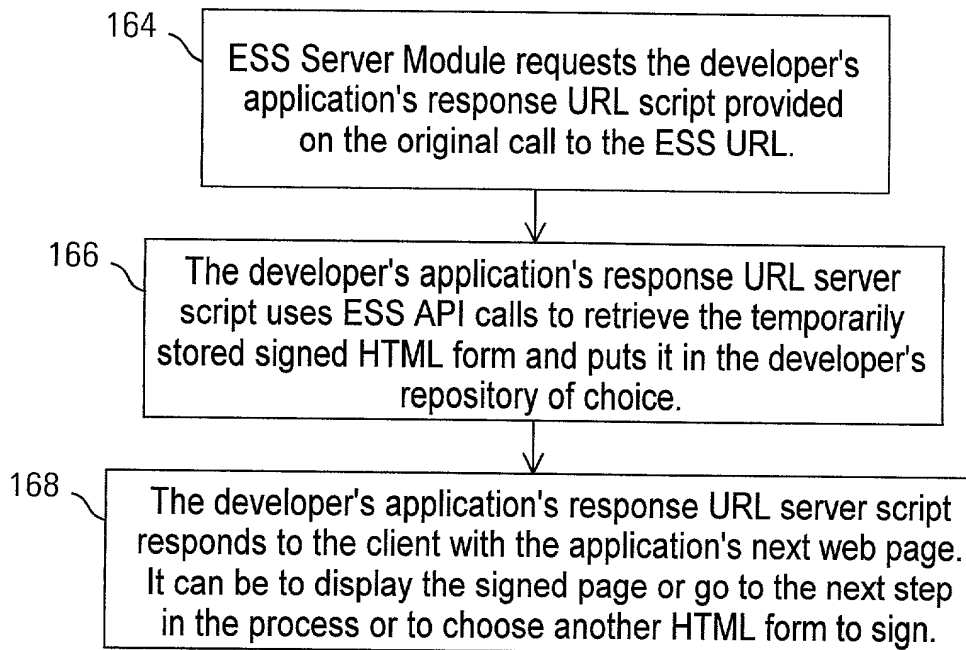 164
ESS Server Module requests the developer's
application's response URL script provided
on the original call to the ESS URL.
166
The developer's application's response URL server
script uses ESS API calls to retrieve the temporarily
stored signed HTML form and puts it in the developer's
repository of choice.
168
The developer's application's response URL server script
responds to the client with the application's next web page.
It can be to display the signed page or go to the next step
in the process or to choose another HTML form to sign.